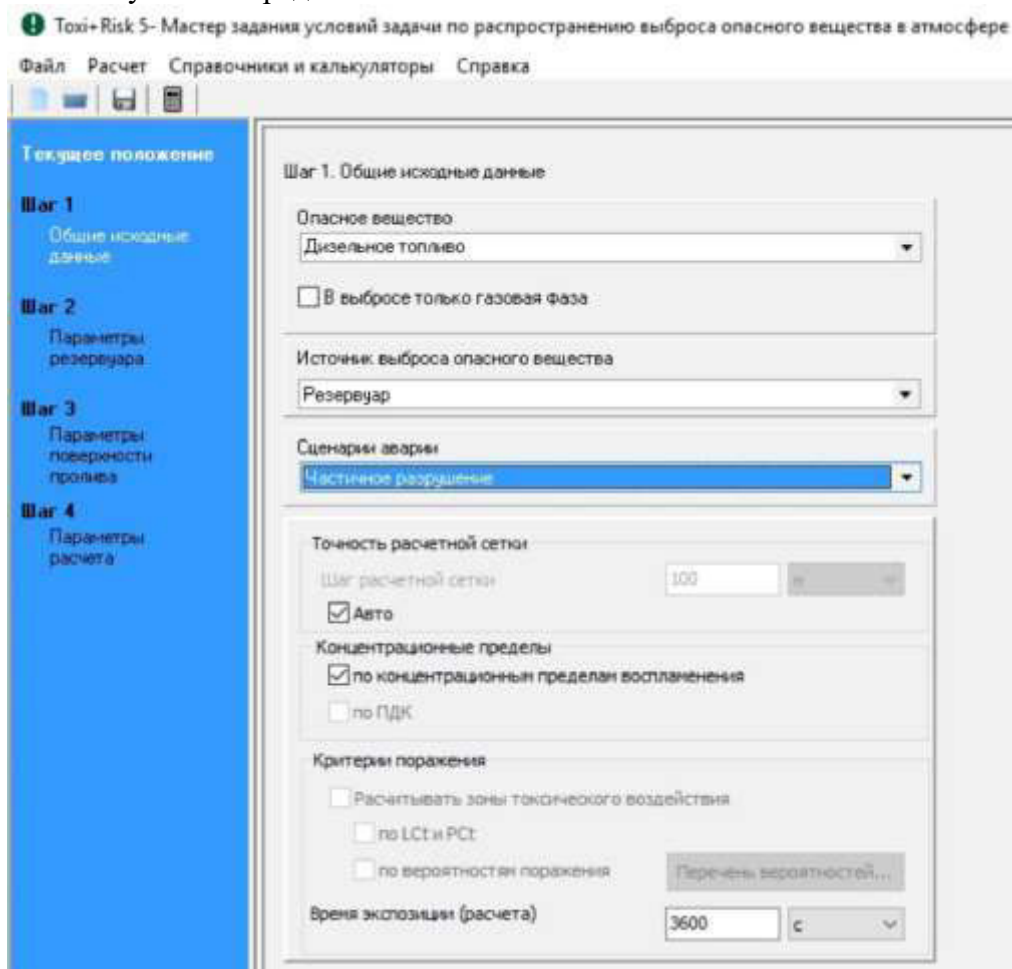 Toxi+Risk 5- Мастер задания условий задачи по распространению выброса опасного вещества в атмосфере
Файл Расчет Справочники и калькуляторы Справка
Текущее положение
Шаг 1
Общие исходные
данные
Шаг 2
Параметры
резервуара
Шаг 3
Параметры
поверхности
пролива
Шаг 4
Параметры
расчета
Шаг 1. Общие исходные данные
Опасное вещество
Дизельное топливо
В выбросе только газовая фаза
Источник выброса опасного вещества
Резервуар
Сценарии аварии
Частичное разрушение
Точность расчетной сетки
Шаг расчетной сетки 100 м
Авто
Концентрационные пределы
по концентрационным пределам воспламенения
по ПДК
Критерии поражения
Расчитывать зоны токсического воздействия
по LCt и PCt
по вероятностям поражения Перечень вероятностей...
Время экспозиции (расчета) 3600 с